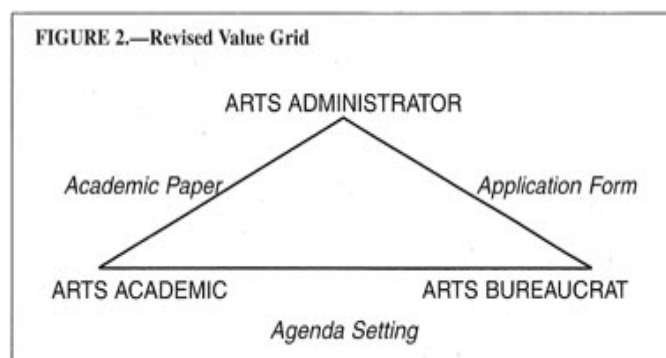 FIGURE 2.—Revised Value Grid
ARTS ADMINISTRATOR
Academic Paper
Application Form
ARTS ACADEMIC
ARTS BUREAUCRAT
Agenda Setting